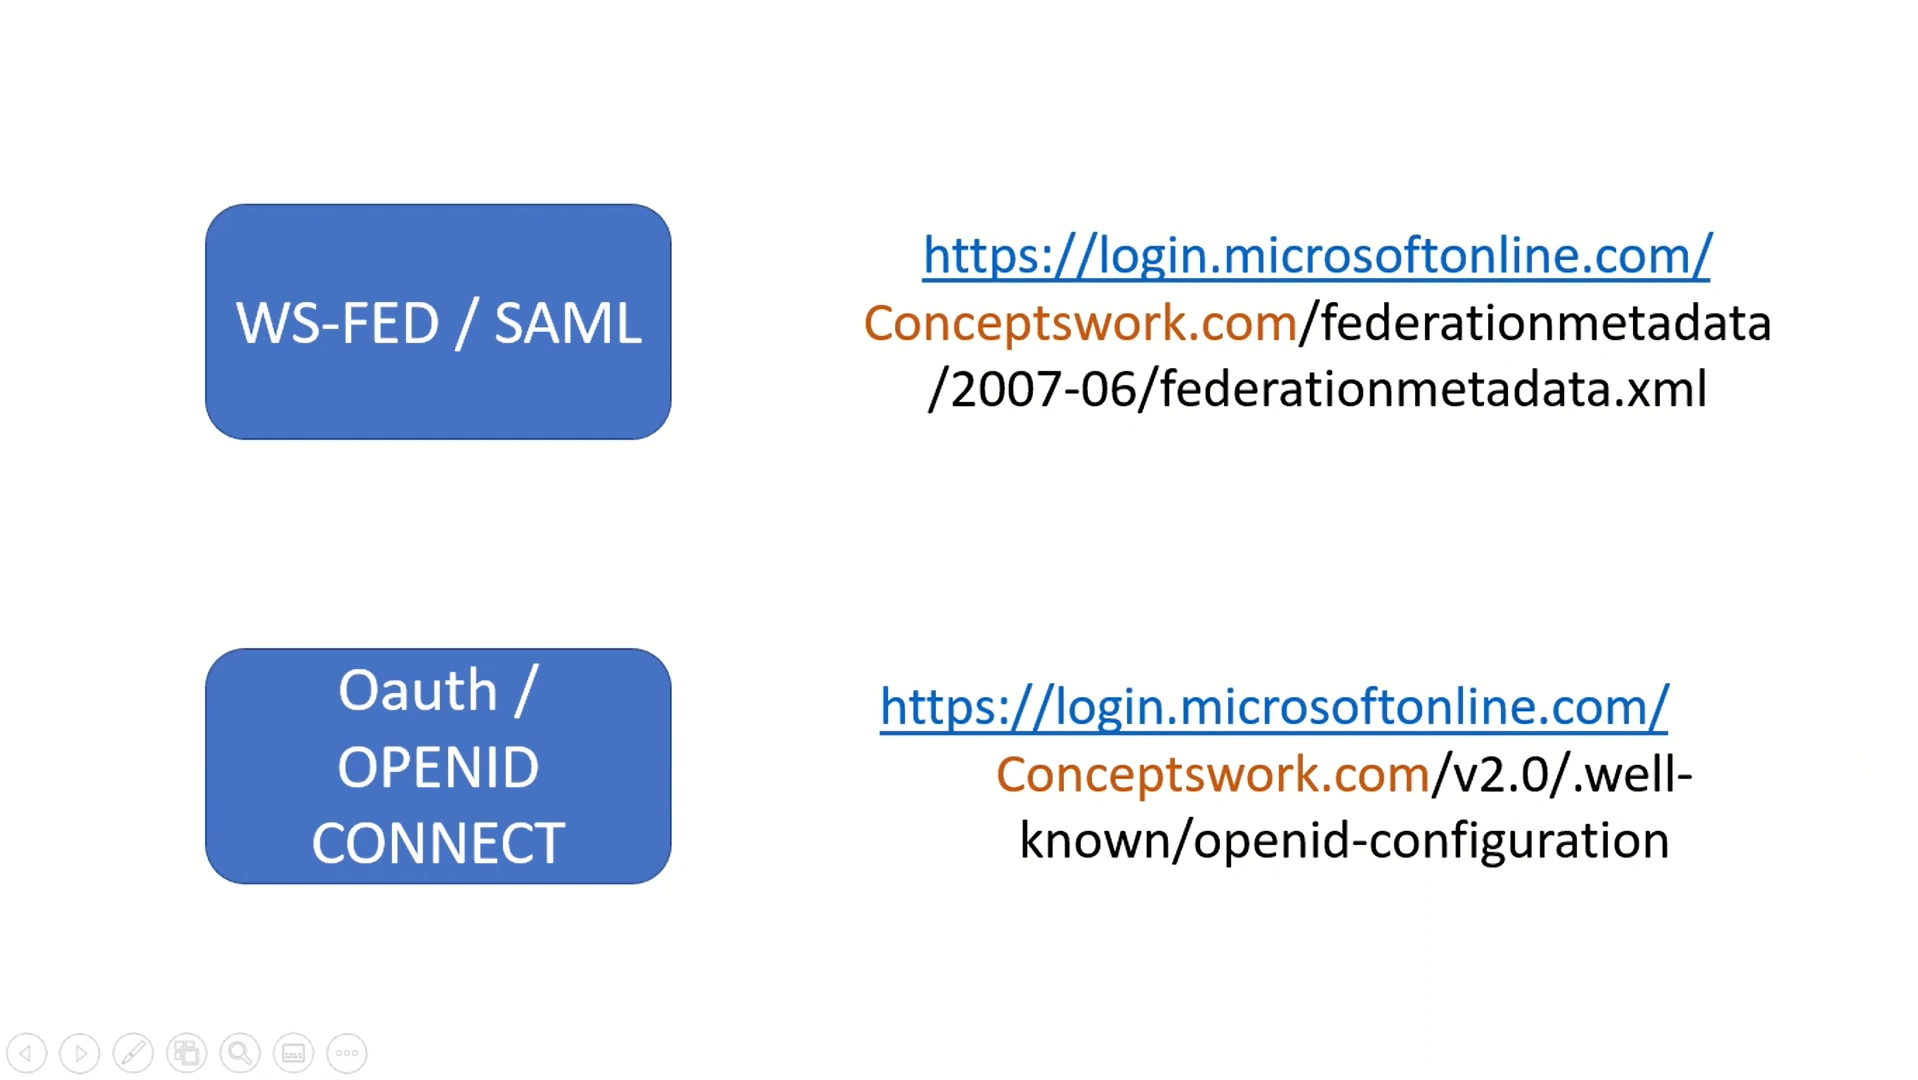 WS-FED / SAML
https://login.microsoftonline.com/
Conceptswork.com/federationmetadata
/2007-06/federationmetadata.xml
Oauth /
OPENID
CONNECT
https://login.microsoftonline.com/
Conceptswork.com/v2.0/.well-
known/openid-configuration